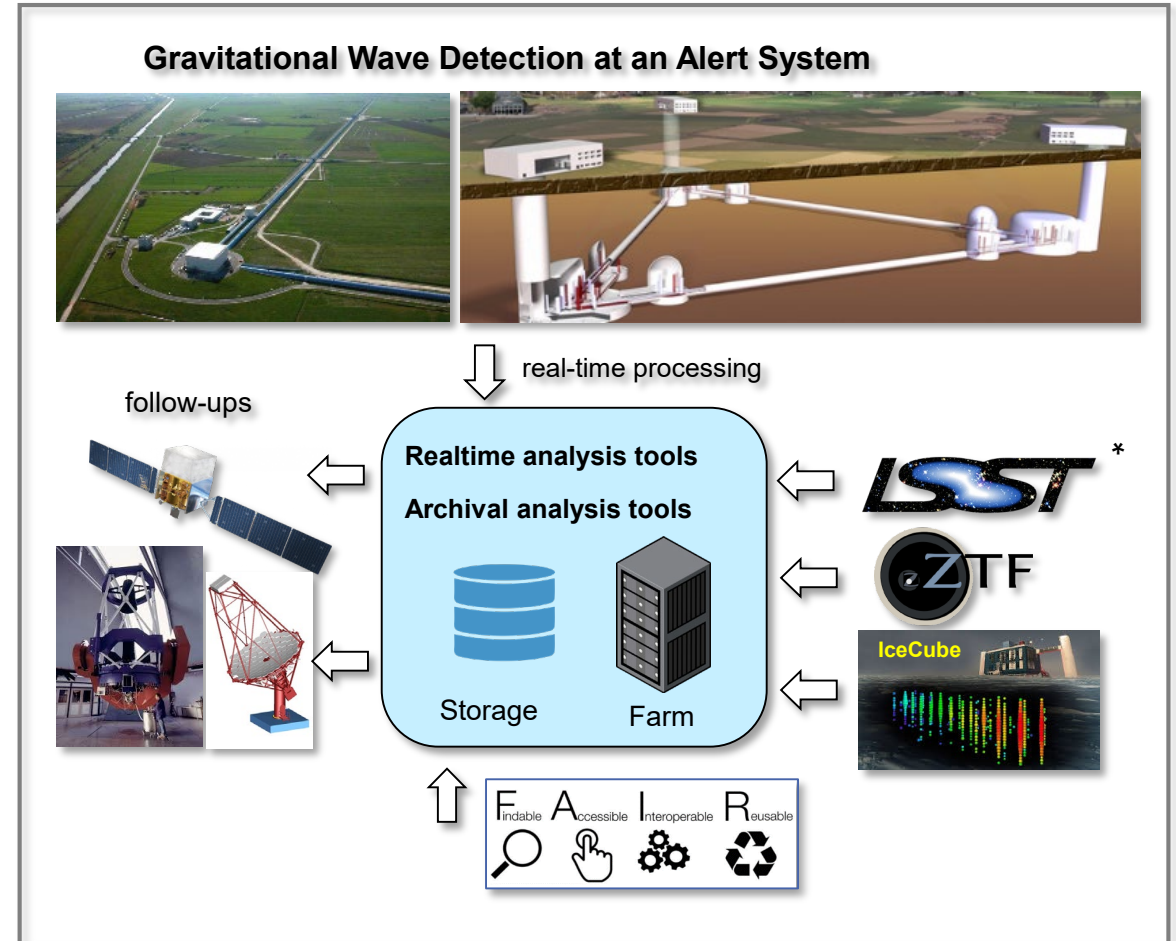 Gravitational Wave Detection at an Alert System
real-time processing
follow-ups
Realtime analysis tools
Archival analysis tools
Storage
Farm
LSST *
ZTF
IceCube
Findable Accessible Interoperable Reusable